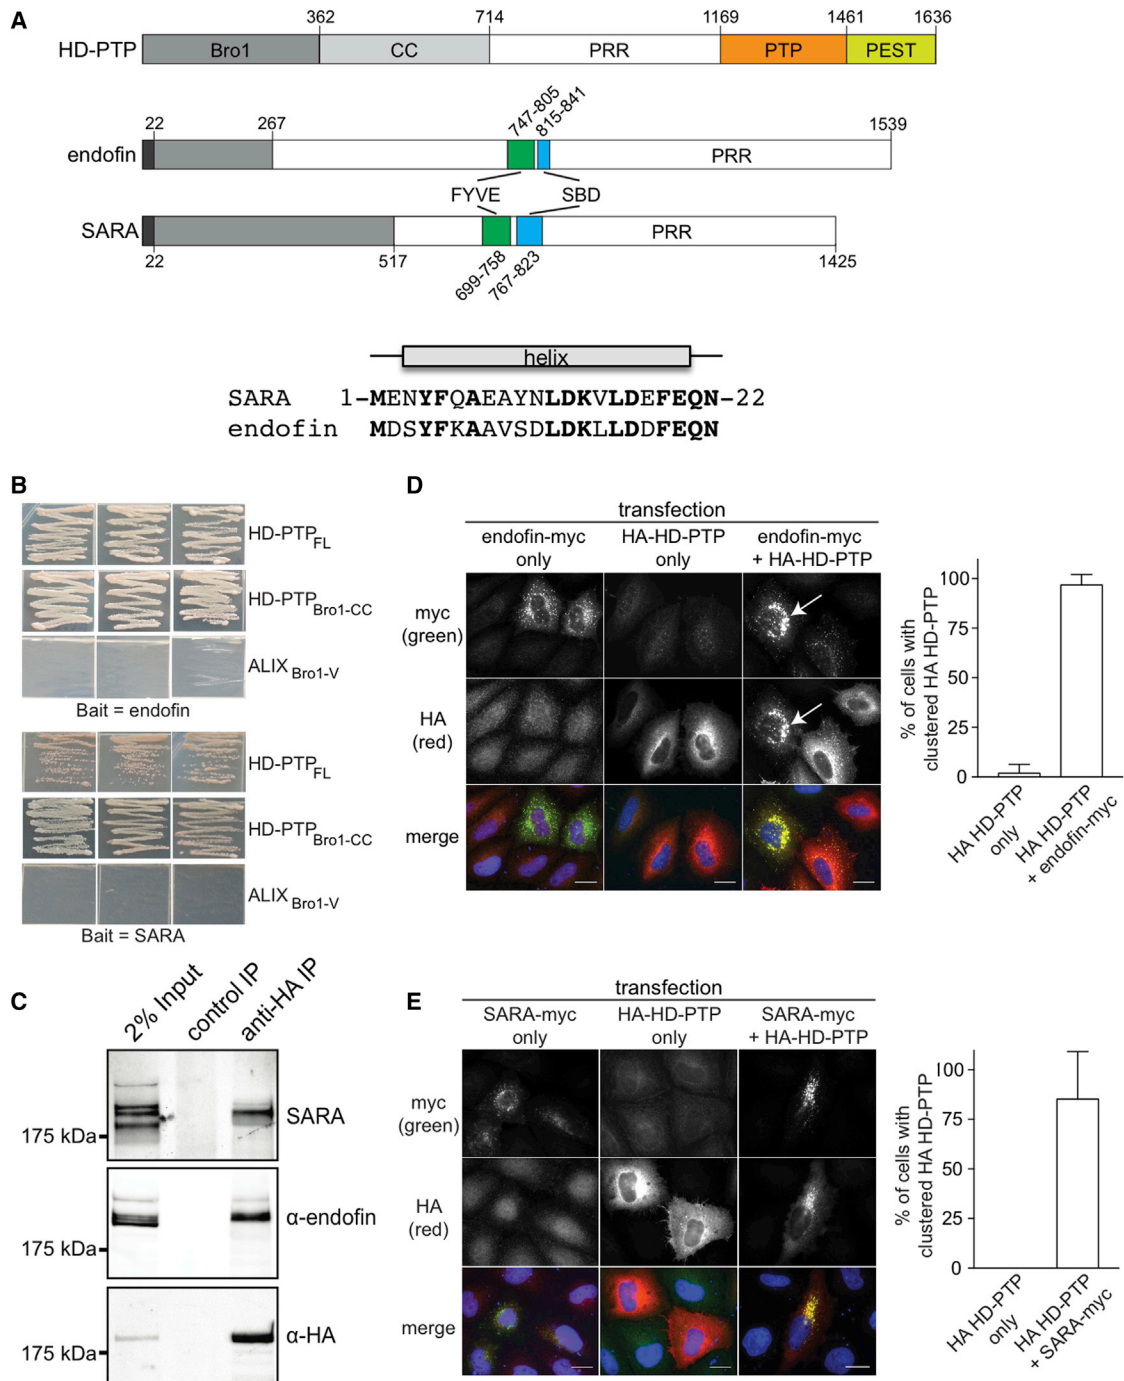 A
362 714 1169 1461 1636
HD-PTP Bro1 CC PRR PTP PEST
747-805 815-841
22 267 1539
endofin PRR
FYVE SBD
SARA PRR
22 517 699-758 767-823 1425
helix
SARA 1-MENYFQAEAYNLDKVLDEFEQN-22
endofin MDSYFKAAVSDLDKLLDDFEQN
B
HD-PTPFL
HD-PTPBro1-CC
ALIX Bro1-V
Bait = endofin
HD-PTPFL
HD-PTPBro1-CC
ALIX Bro1-V
Bait = SARA
C
2% Input control IP anti-HA IP
SARA
175 kDa
α-endofin
175 kDa
α-HA
175 kDa
D
transfection
endofin-myc only HA-HD-PTP only endofin-myc + HA-HD-PTP
myc (green)
HA (red)
merge
% of cells with clustered HA HD-PTP
100
75
50
25
0
HA HD-PTP only
HA HD-PTP + endofin-myc
E
transfection
SARA-myc only HA-HD-PTP only SARA-myc + HA-HD-PTP
myc (green)
HA (red)
merge
% of cells with clustered HA HD-PTP
100
75
50
25
0
HA HD-PTP only
HA HD-PTP + SARA-myc